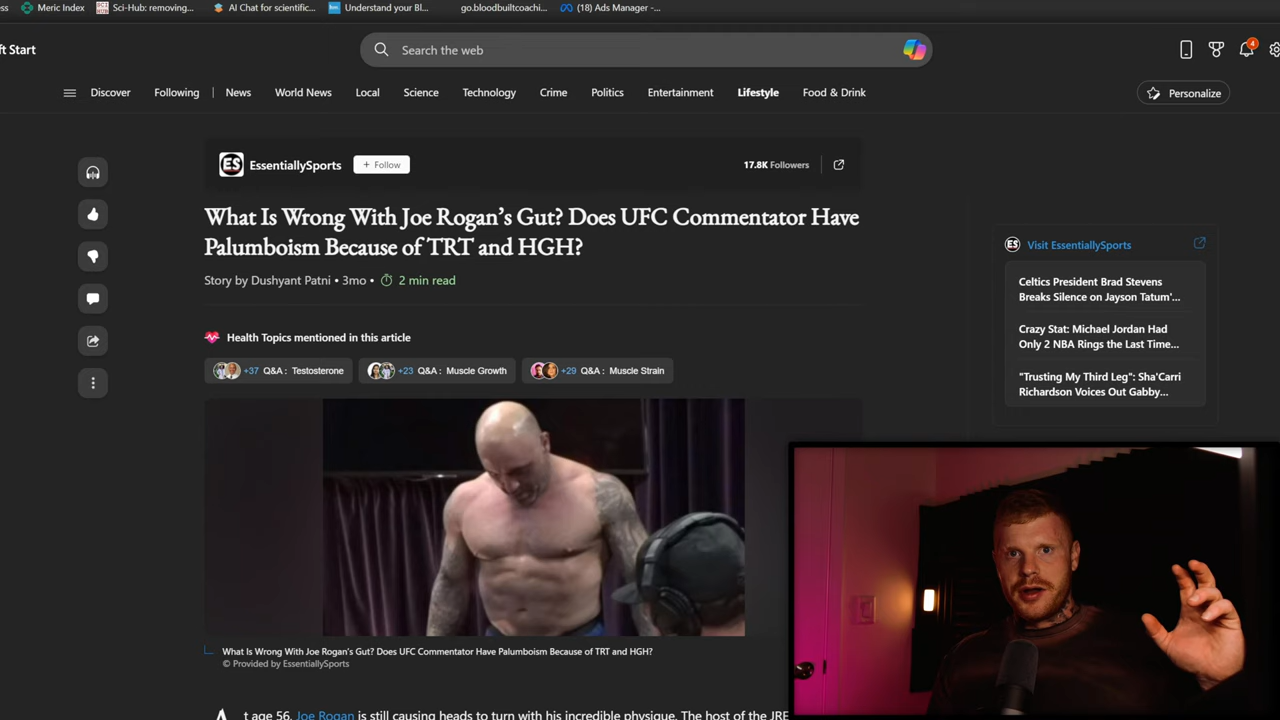 ss
Meric Index
Sci-Hub: removing...
AI Chat for scientific...
Understand your Bl...
go.bloodbuiltcoachi...
(18) Ads Manager -...
ft Start
Search the web
4
Discover
Following
News
World News
Local
Science
Technology
Crime
Politics
Entertainment
Lifestyle
Food & Drink
Personalize
ES
EssentiallySports
+ Follow
17.8K Followers
What Is Wrong With Joe Rogan's Gut? Does UFC Commentator Have
Palumboism Because of TRT and HGH?
Story by Dushyant Patni • 3mo • 2 min read
Health Topics mentioned in this article
+37 Q&A : Testosterone
+23 Q&A : Muscle Growth
+29 Q&A : Muscle Strain
ES
Visit EssentiallySports
Celtics President Brad Stevens
Breaks Silence on Jayson Tatum'...
Crazy Stat: Michael Jordan Had
Only 2 NBA Rings the Last Time...
"Trusting My Third Leg": Sha'Carri
Richardson Voices Out Gabby...
What Is Wrong With Joe Rogan's Gut? Does UFC Commentator Have Palumboism Because of TRT and HGH?
© Provided by EssentiallySports
At age 56, Joe Rogan is still causing heads to turn with his incredible physique. The host of the JRE